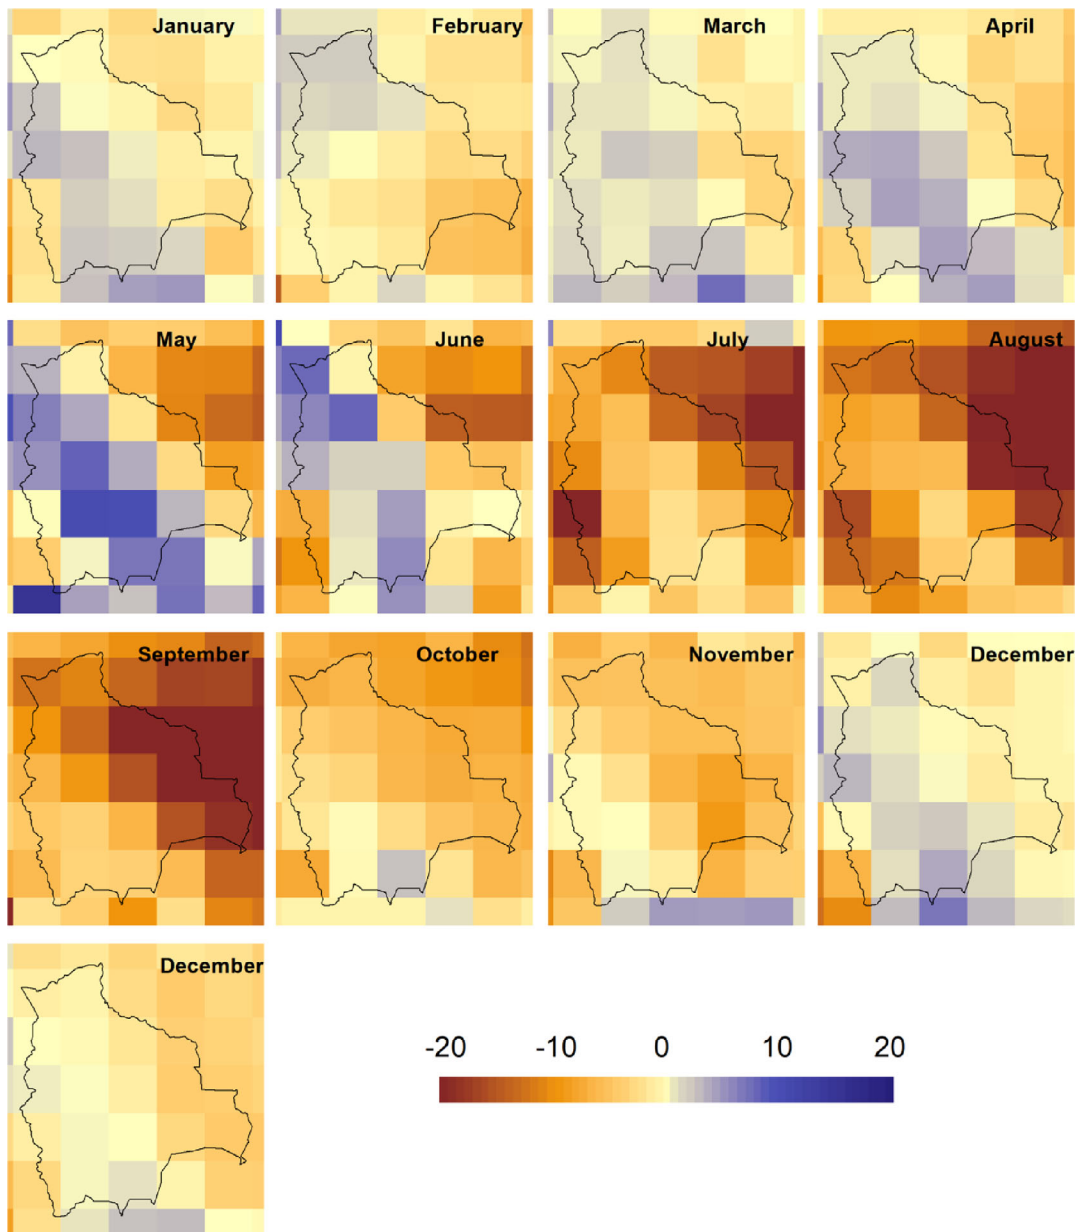 January February March April
May June July August
September October November December
December
-20 -10 0 10 20